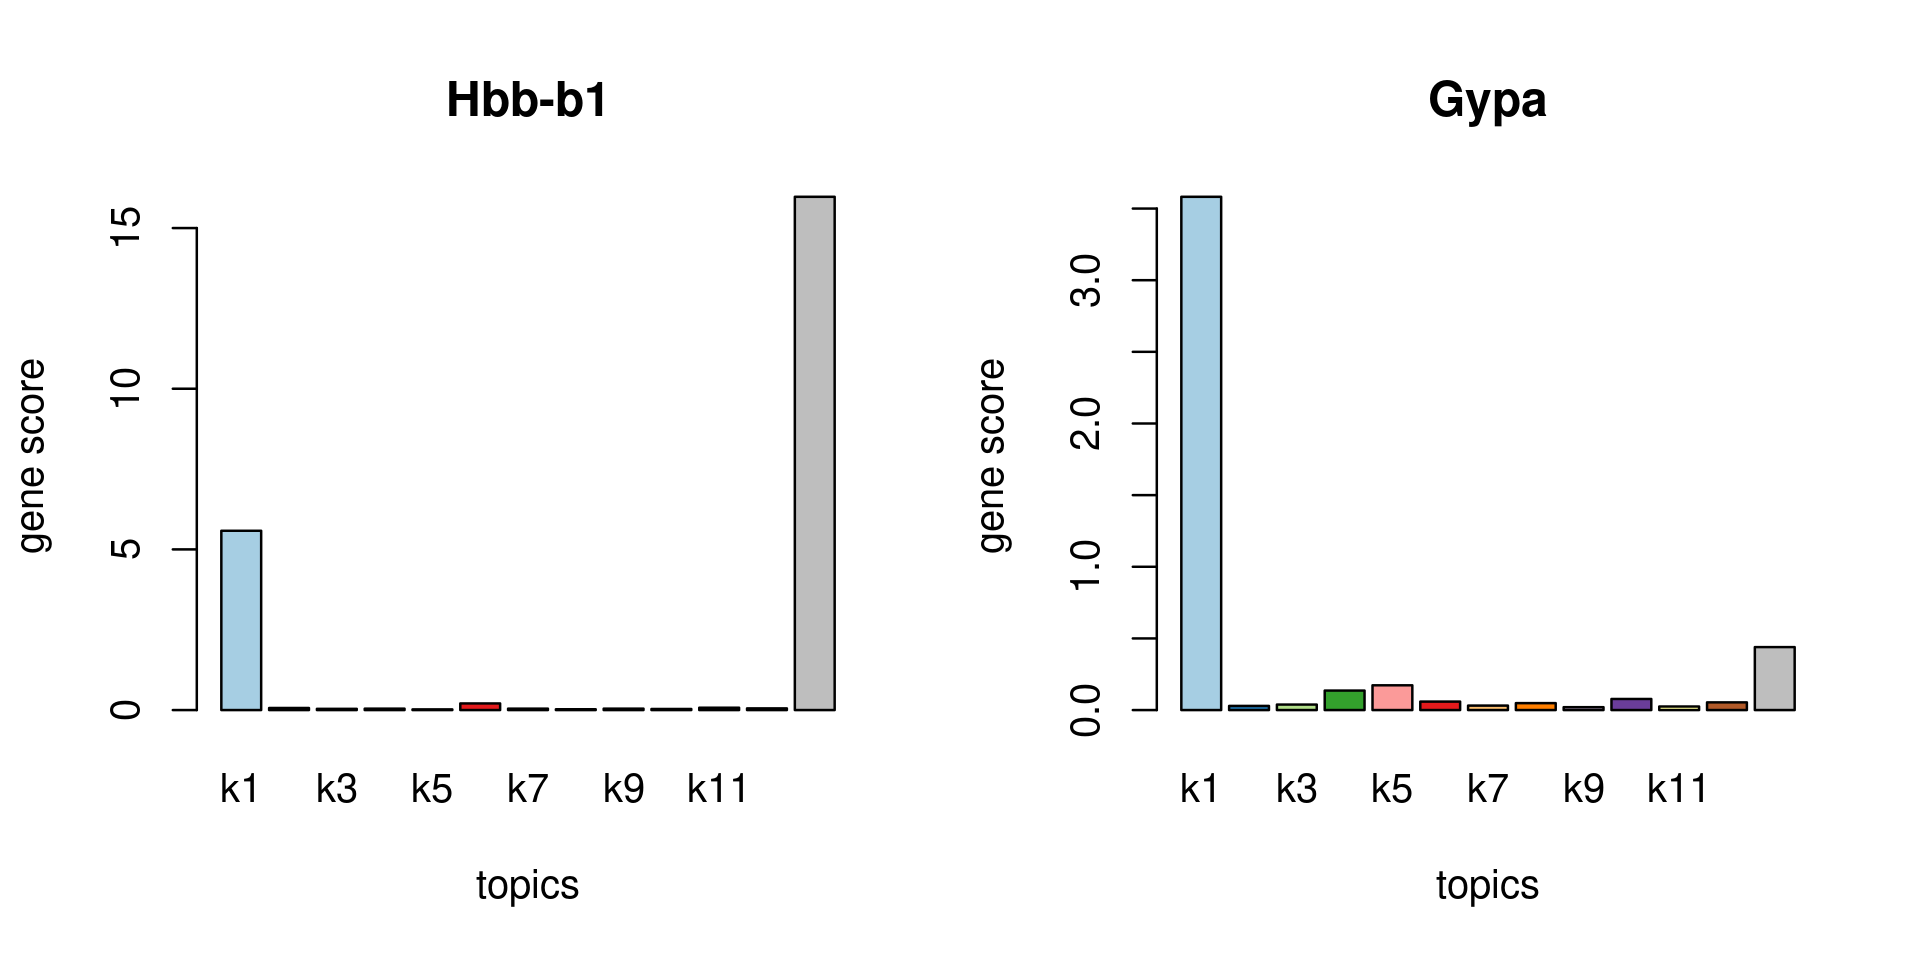 Hbb-b1
gene score
15
10
5
0
k1 k3 k5 k7 k9 k11
topics
Gypa
gene score
3.0
2.0
1.0
0.0
k1 k3 k5 k7 k9 k11
topics